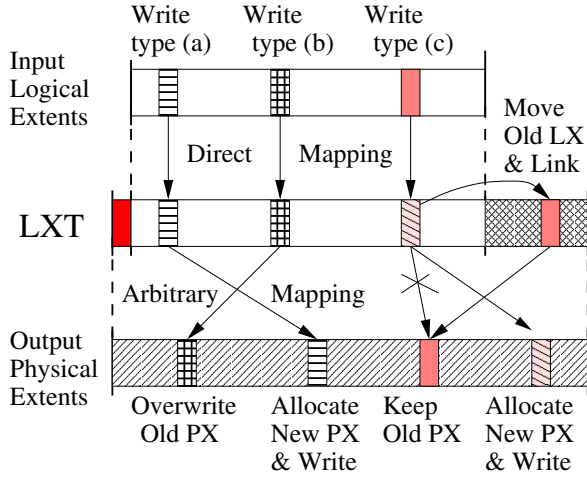 Write
type (a)
Write
type (b)
Write
type (c)
Input
Logical
Extents
Move
Old LX
& Link
Direct
Mapping
LXT
Arbitrary
Mapping
Output
Physical
Extents
Overwrite
Old PX
Allocate
New PX
& Write
Keep
Old PX
Allocate
New PX
& Write